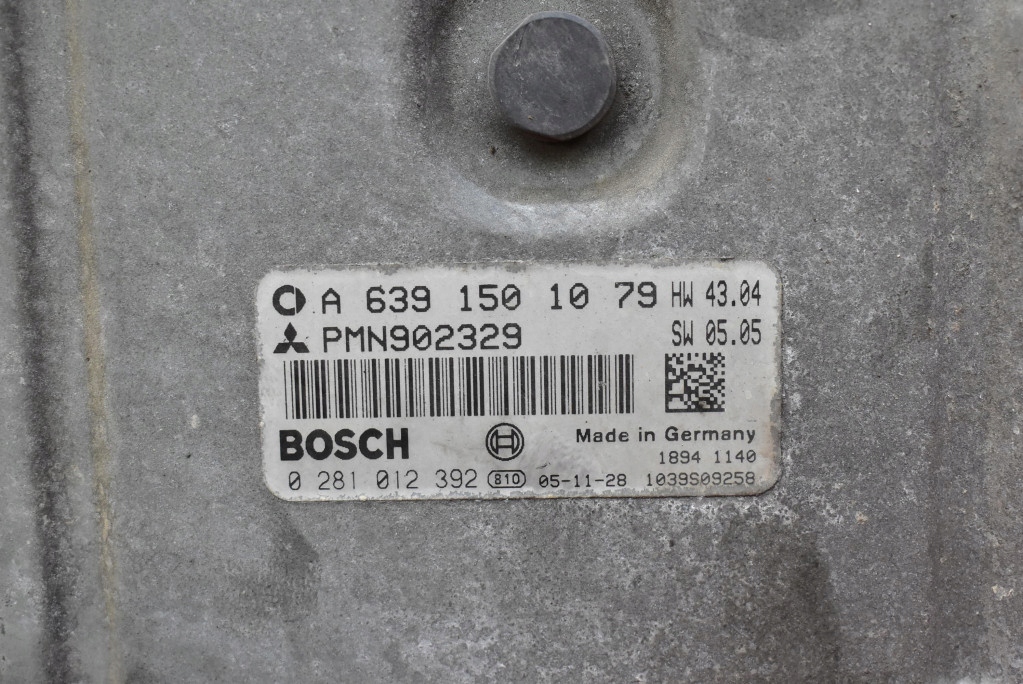 A 639 150 10 79 HW 43.04
PMN902329 SW 05.05
BOSCH Made in Germany
1894 1140
0 281 012 392 810 05-11-28 1039S09258